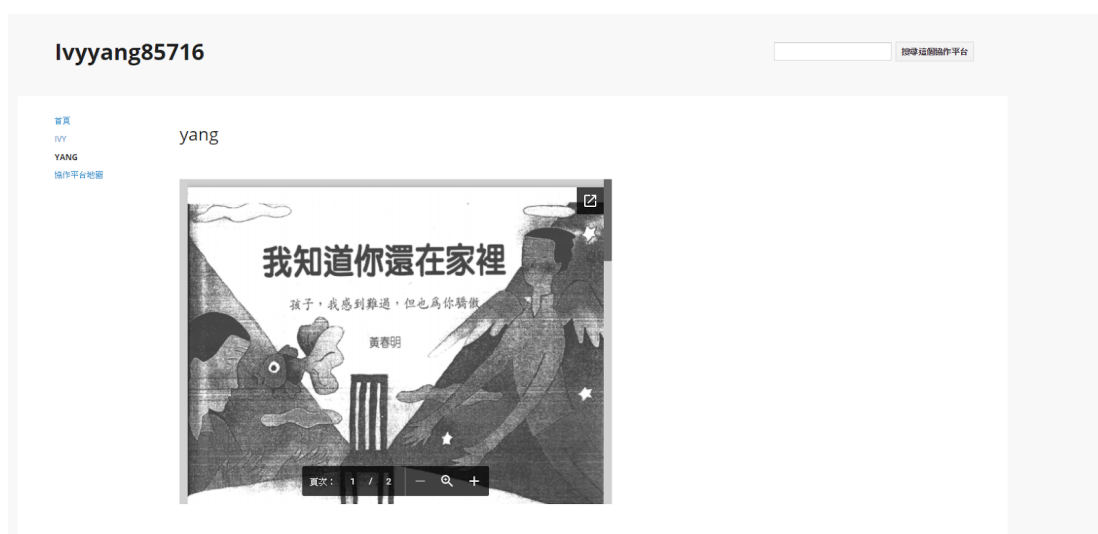 Ivyyang85716
搜尋這個協作平台
首頁
IVY
YANG
協作平台地圖
yang
我知道你還在家裡
孩子，我感到難過，但也為你驕傲
黃春明
頁次： 1 / 2